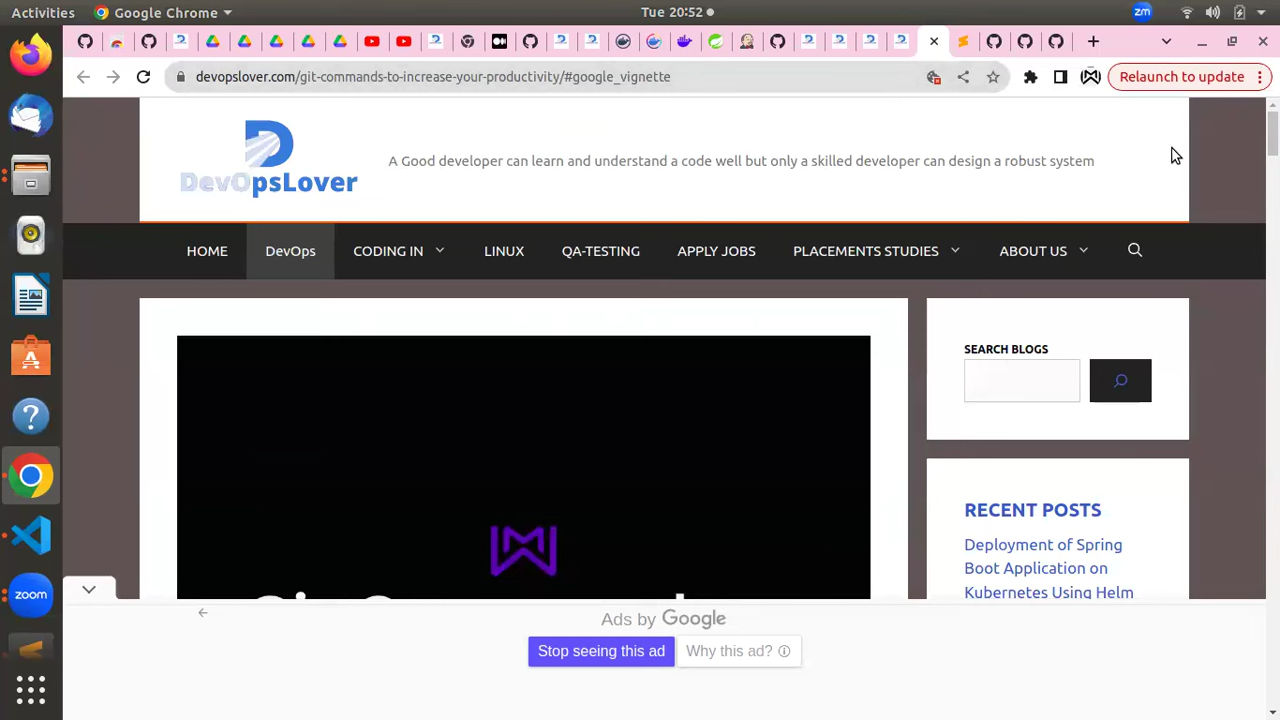 Activities
Google Chrome
Tue 20:52
zm
devopslover.com/git-commands-to-increase-your-productivity/#google_vignette
Relaunch to update
DevOpsLover
A Good developer can learn and understand a code well but only a skilled developer can design a robust system
HOME
DevOps
CODING IN
LINUX
QA-TESTING
APPLY JOBS
PLACEMENTS STUDIES
ABOUT US
SEARCH BLOGS
RECENT POSTS
Deployment of Spring
Boot Application on
Kubernetes Using Helm
zoom
Ads by Google
Stop seeing this ad
Why this ad?